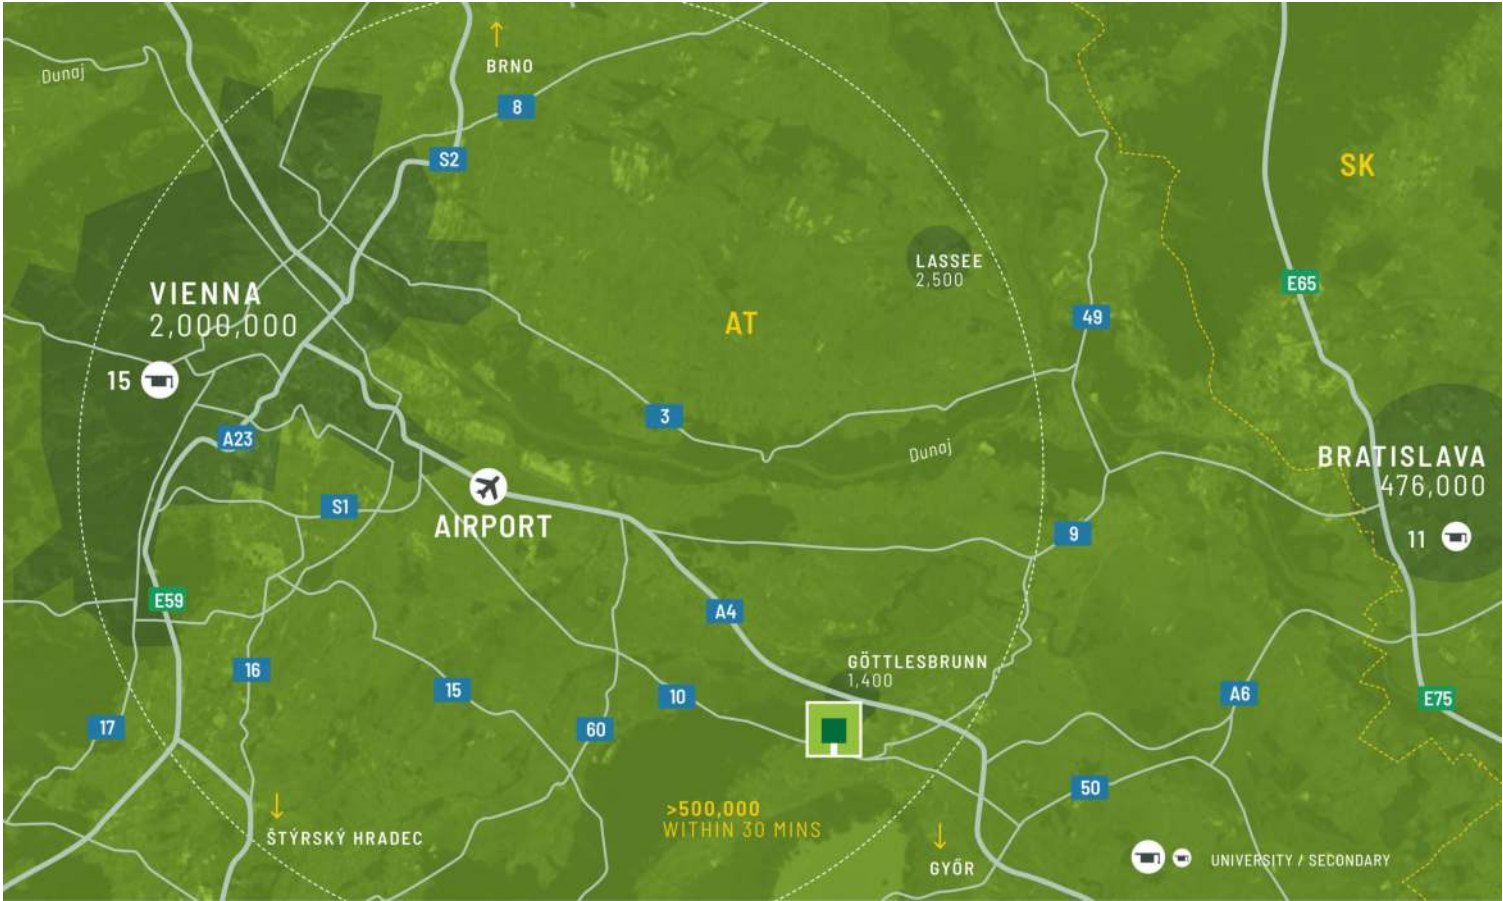 BRNO
Dunaj
8
S2
SK
LASSEE
2,500
E65
VIENNA
2,000,000
AT
49
15
3
A23
Dunaj
BRATISLAVA
476,000
S1
AIRPORT
9
11
E59
A4
GÖTTLESBRUNN
1,400
16
15
10
A6
E75
17
60
50
>500,000
WITHIN 30 MINS
ŠTÝRSKÝ HRADEC
GYŐR
UNIVERSITY / SECONDARY